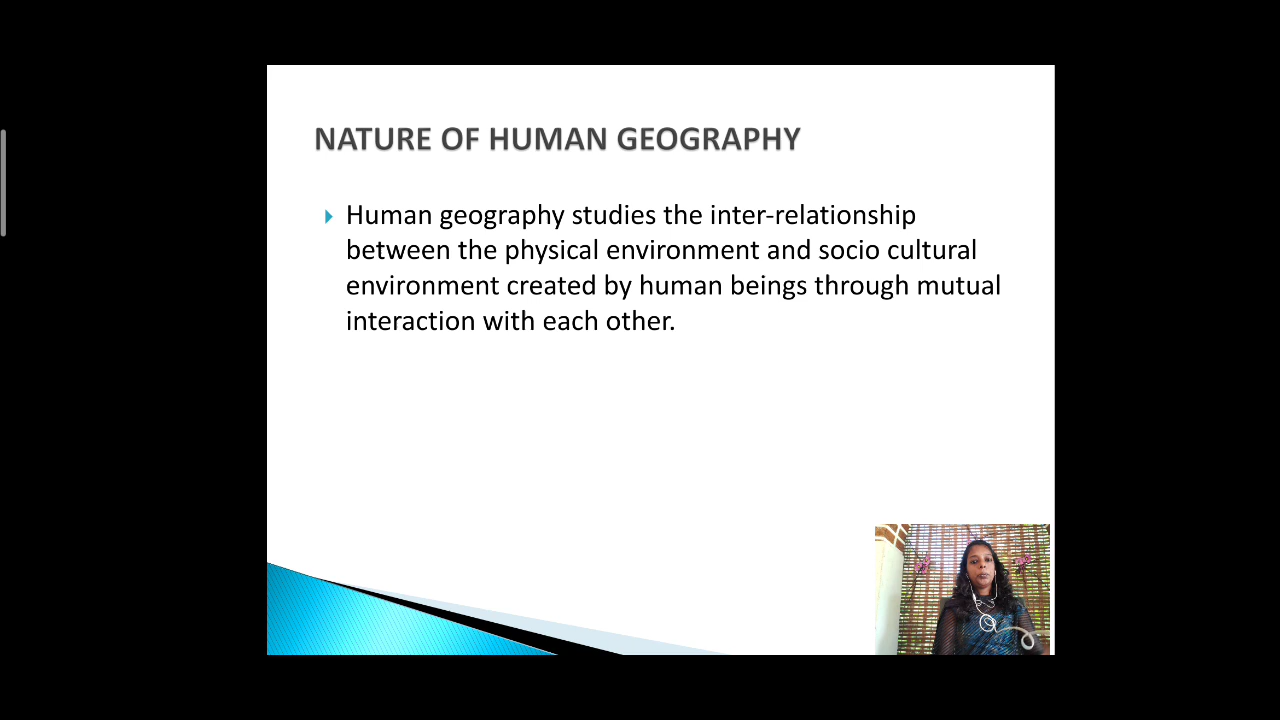 NATURE OF HUMAN GEOGRAPHY
Human geography studies the inter-relationship
between the physical environment and socio cultural
environment created by human beings through mutual
interaction with each other.